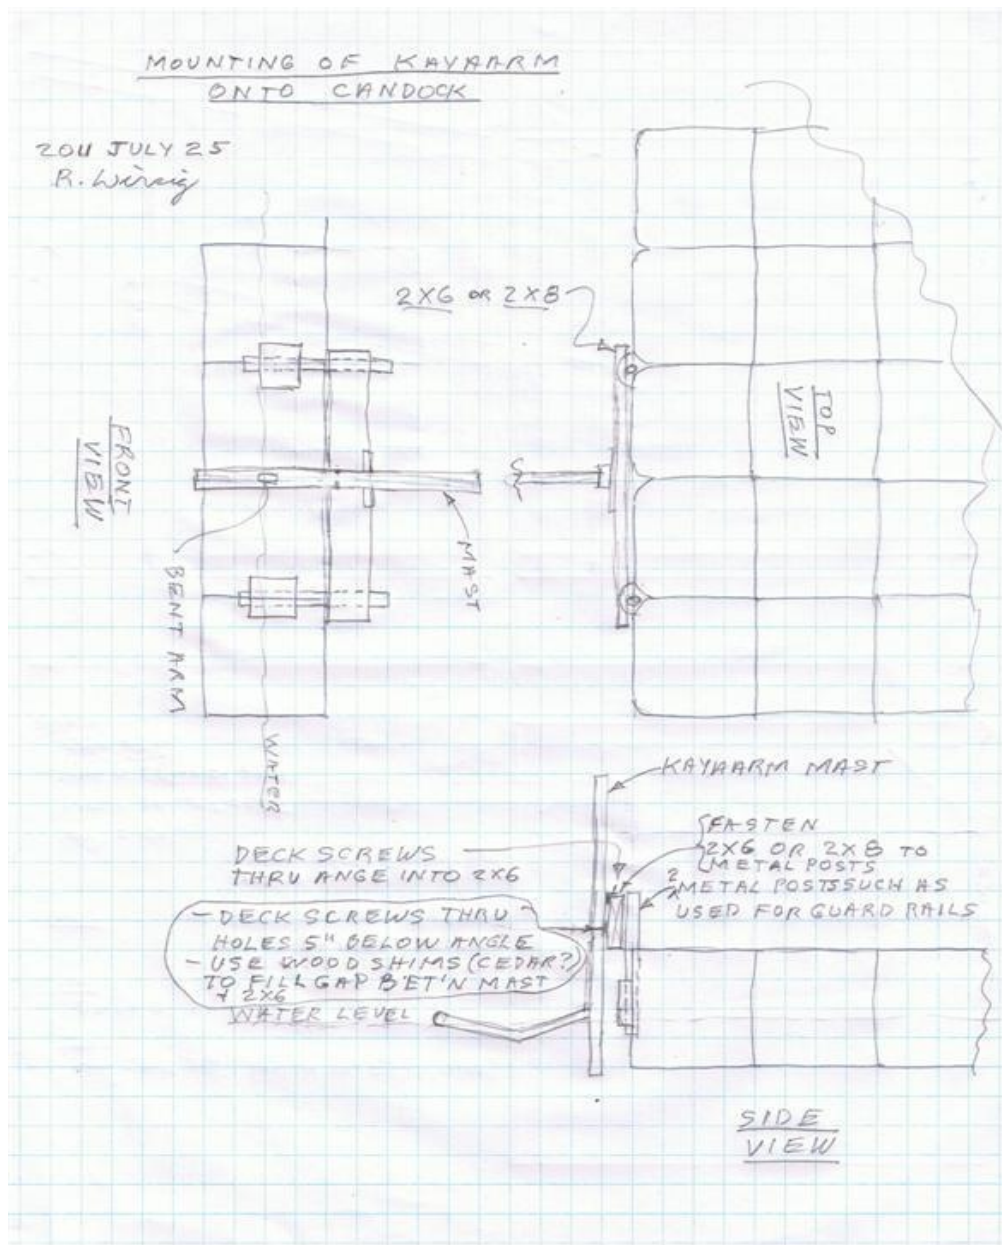 MOUNTING OF KAYAARM
ONTO CANDOCK
2011 JULY 25
R. Wirsig
2X6 OR 2X8
TOP
VIEW
FRONT
VIEW
MAST
BENT ARM
WATER
KAYAARM MAST
FASTEN
2X6 OR 2X8 TO
METAL POSTS
DECK SCREWS
THRU ANGE INTO 2X6
METAL POSTS SUCH AS
USED FOR GUARD RAILS
- DECK SCREWS THRU
HOLES 5" BELOW ANGLE
- USE WOOD SHIMS (CEDAR?)
TO FILL GAP BET'N MAST
& 2X6
WATER LEVEL
SIDE
VIEW